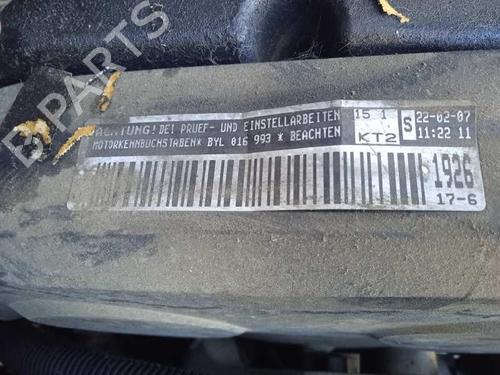 ACHTUNG! BEI PRUEF- UND EINSTELLARBEITEN
MOTORKENNBUCHSTABEN* BYL 016 993 * BEACHTEN
15 1
KT2
S
22-02-07
11:22 11
1926
17-6